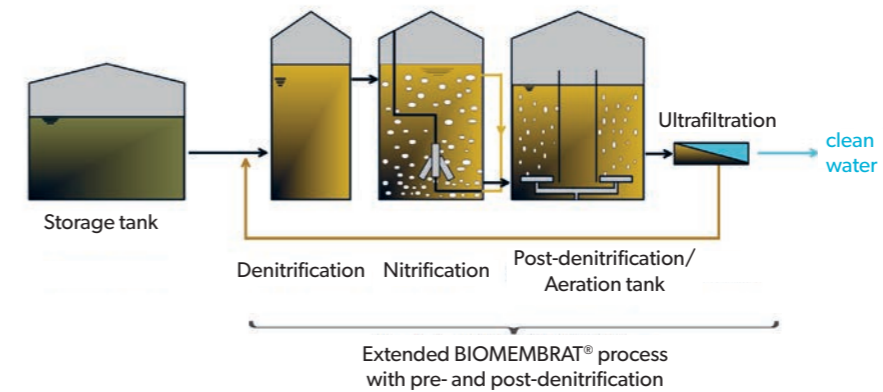 Ultrafiltration
clean
water
Storage tank
Denitrification
Nitrification
Post-denitrification/
Aeration tank
Extended BIOMEMBRAT® process
with pre- and post-denitrification